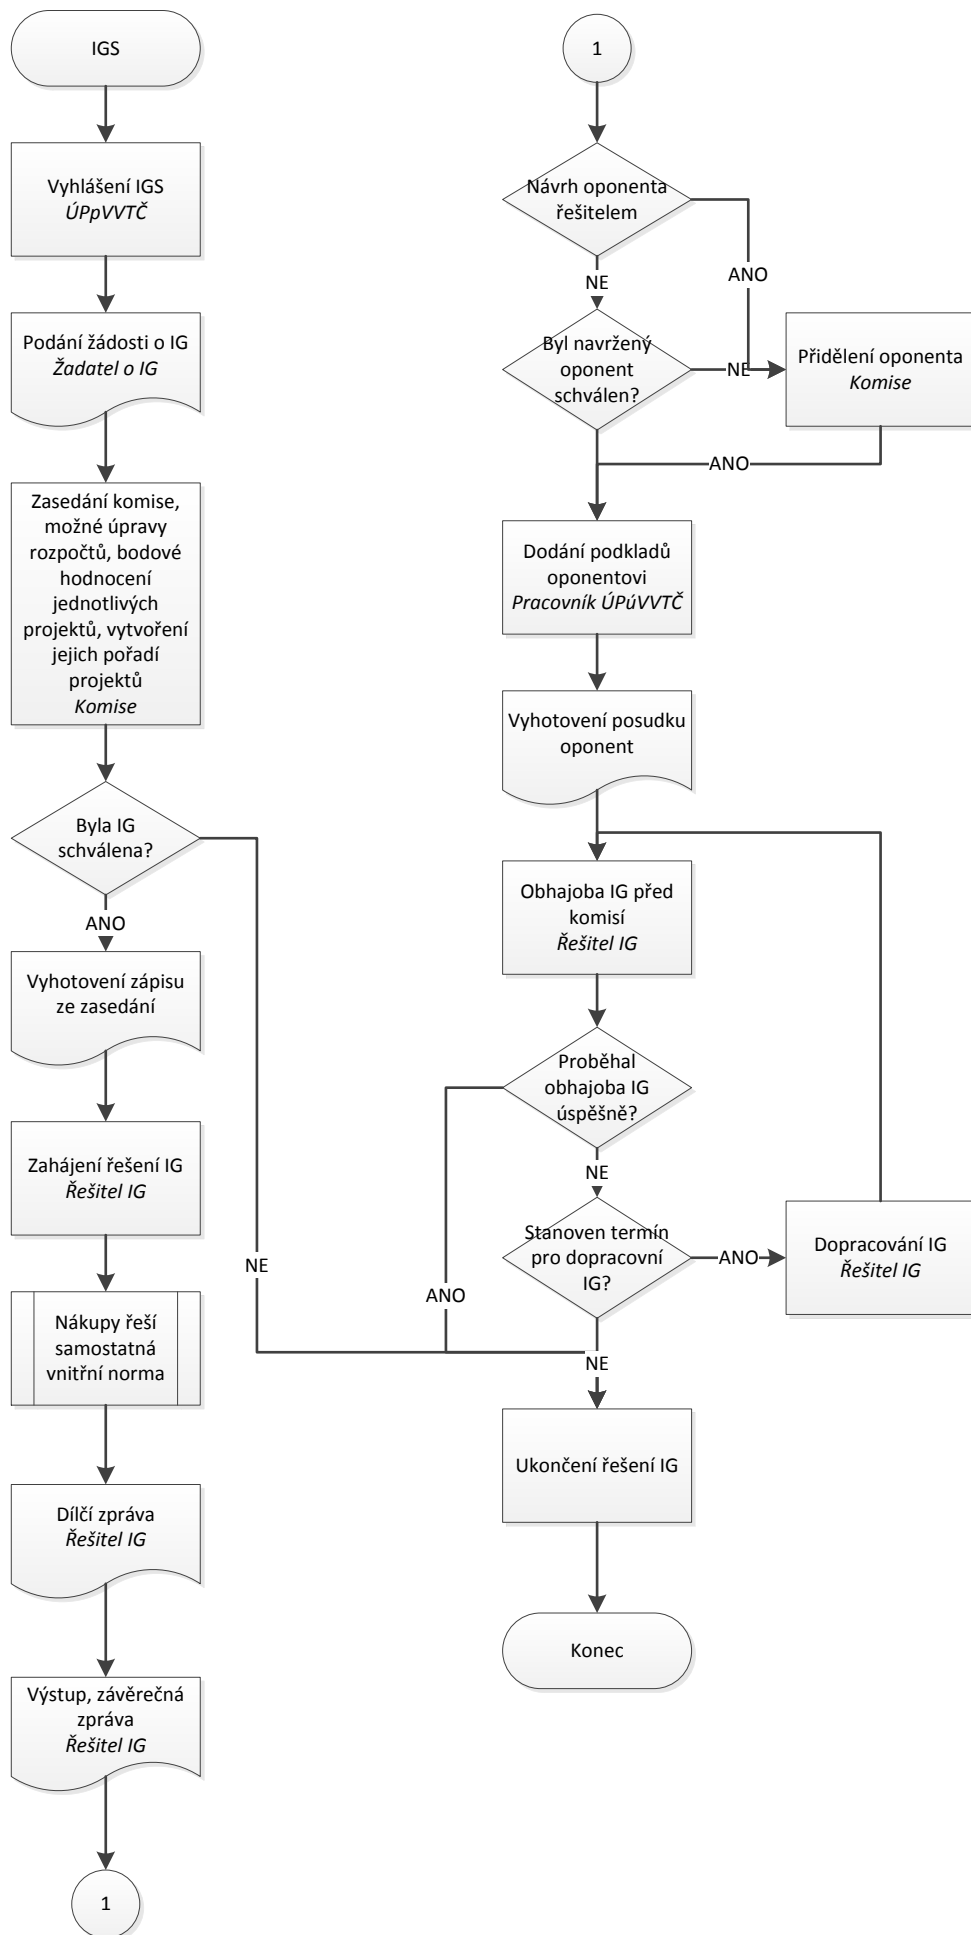 IGS
Vyhlášení IGS
ÚPpVVTČ
Podání žádosti o IG
Žadatel o IG
Zasedání komise,
možné úpravy
rozpočtů, bodové
hodnocení
jednotlivých
projektů, vytvoření
jejich pořadí
projektů
Komise
Byla IG
schválena?
ANO
NE
Vyhotovení zápisu
ze zasedání
Zahájení řešení IG
Řešitel IG
Nákupy řeší
samostatná
vnitřní norma
Dílčí zpráva
Řešitel IG
Výstup, závěrečná
zpráva
Řešitel IG
1
1
Návrh oponenta
řešitelem
ANO
NE
Byl navržený
oponent
schválen?
NE
Přidělení oponenta
Komise
ANO
Dodání podkladů
oponentovi
Pracovník ÚPúVVTČ
Vyhotovení posudku
oponent
Obhajoba IG před
komisí
Řešitel IG
Proběhal
obhajoba IG
úspěšně?
NE
ANO
Stanoven termín
pro dopracovní
IG?
ANO
Dopracování IG
Řešitel IG
NE
Ukončení řešení IG
Konec